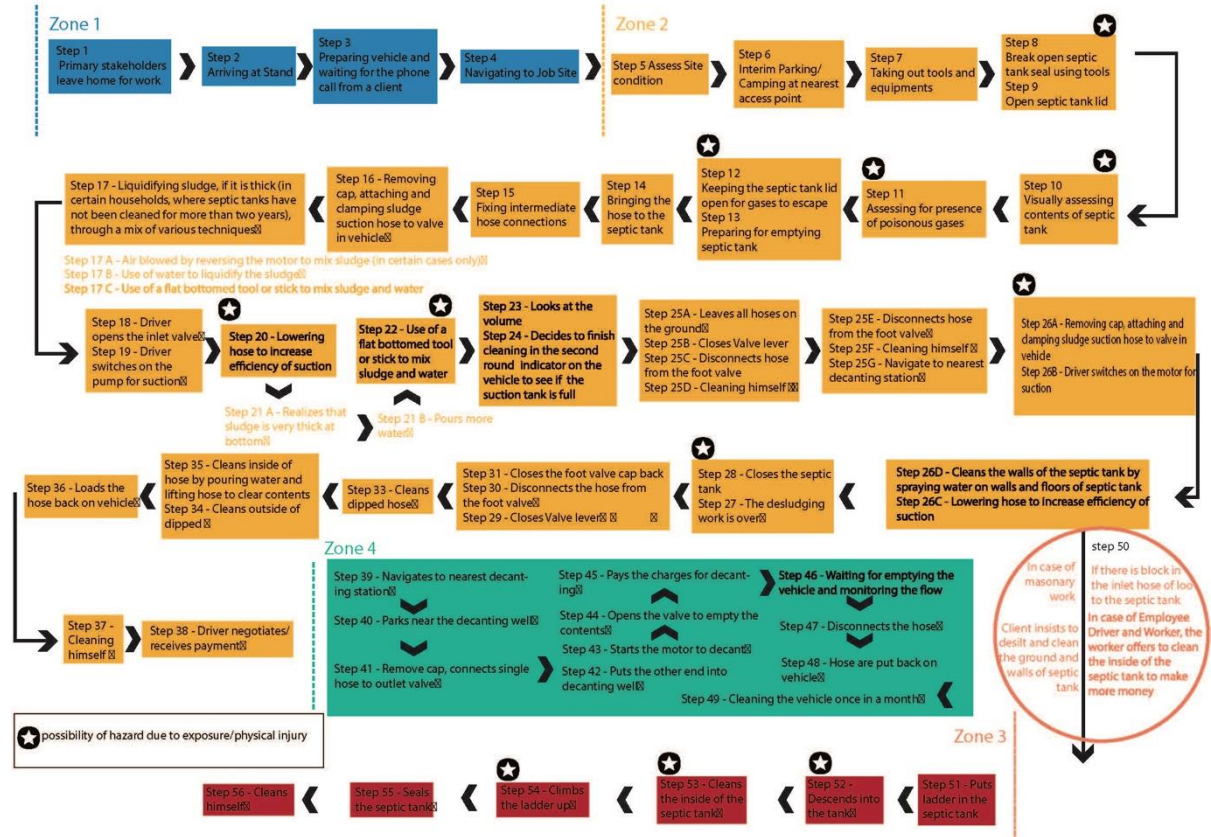 Zone 1
Step 1
Primary stakeholders
leave home for work
Step 2
Arriving at Stand
Step 3
Preparing vehicle and
waiting for the phone
call from a client
Step 4
Navigating to Job Site
Zone 2
Step 5 Assess Site
condition
Step 6
Interim Parking/
Camping at nearest
access point
Step 7
Taking out tools and
equipments
Step 8
Break open septic
tank seal using tools
Step 9
Open septic tank lid
Step 10
Visually assessing
contents of septic
tank
Step 11
Assessing for presence
of poisonous gases
Step 12
Keeping the septic tank lid
open for gases to escape
Step 13
Preparing for emptying
septic tank
Step 14
Bringing the
hose to the
septic tank
Step 15
Fixing intermediate
hose connections
Step 16 - Removing
cap, attaching and
clamping sludge
suction hose to valve
in vehicle
Step 17 - Liquidifying sludge, if it is thick (in
certain households, where septic tanks have
not been cleaned for more than two years),
through a mix of various techniques
Step 17 A - Air blowed by reversing the motor to mix sludge (in certain cases only)
Step 17 B - Use of water to liquidify the sludge
Step 17 C - Use of a flat bottomed tool or stick to mix sludge and water
Step 18 - Driver
opens the inlet valve
Step 19 - Driver
switches on the
pump for suction
Step 20 - Lowering
hose to increase
efficiency of suction
Step 21 A - Realizes that
sludge is very thick at
bottom
Step 21 B - Pours more
water
Step 22 - Use of a
flat bottomed tool
or stick to mix
sludge and water
Step 23 - Looks at the
volume
Step 24 - Decides to finish
cleaning in the second
round indicator on the
vehicle to see if the
suction tank is full
Step 25A - Leaves all hoses on
the ground
Step 25B - Closes Valve lever
Step 25C - Disconnects hose
from the foot valve
Step 25D - Cleaning himself
Step 25E - Disconnects hose
from the foot valve
Step 25F - Cleaning himself
Step 25G - Navigate to nearest
decanting station
Step 26A - Removing cap, attaching and
clamping sludge suction hose to valve in
vehicle
Step 26B - Driver switches on the motor for
suction
Step 26D - Cleans the walls of the septic tank by
spraying water on walls and floors of septic tank
Step 26C - Lowering hose to increase efficiency of
suction
Step 28 - Closes the septic
tank
Step 27 - The desludging
work is over
Step 31 - Closes the foot valve cap back
Step 30 - Disconnects the hose from
the foot valve
Step 29 - Closes Valve lever
Step 33 - Cleans
dipped hose
Step 35 - Cleans inside of
hose by pouring water and
lifting hose to clear contents
Step 34 - Cleans outside of
dipped
Step 36 - Loads the
hose back on vehicle
Step 37 -
Cleaning
himself
Step 38 - Driver negotiates/
receives payment
Zone 4
Step 39 - Navigates to nearest decant-
ing station
Step 40 - Parks near the decanting well
Step 41 - Remove cap, connects single
hose to outlet valve
Step 45 - Pays the charges for decant-
ing
Step 44 - Opens the valve to empty the
contents
Step 43 - Starts the motor to decant
Step 42 - Puts the other end into
decanting well
Step 46 - Waiting for emptying the
vehicle and monitoring the flow
Step 47 - Disconnects the hose
Step 48 - Hose are put back on
vehicle
Step 49 - Cleaning the vehicle once in a month
step 50
In case of
masonary
work
Client insists to
desilt and clean
the ground and
walls of septic
tank
If there is block in
the inlet hose of loo
to the septic tank
In case of Employee
Driver and Worker, the
worker offers to clean
the inside of the
septic tank to make
more money
possibility of hazard due to exposure/physical injury
Zone 3
Step 56 - Cleans
himself
Step 55 - Seals
the septic tank
Step 54 - Climbs
the ladder up
Step 53 - Cleans
the inside of the
septic tank
Step 52 -
Descends into
the tank
Step 51 - Puts
ladder in the
septic tank